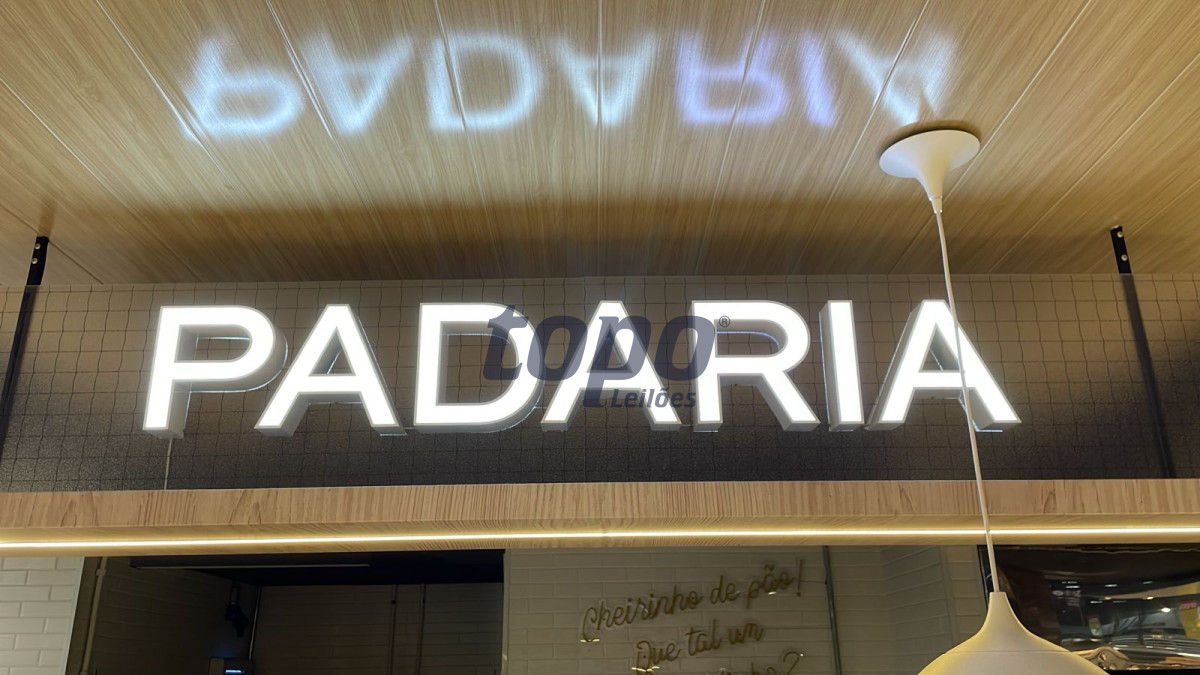 PADARIA
topo®
Leilões
Cheirinho de pão!
Que tal um